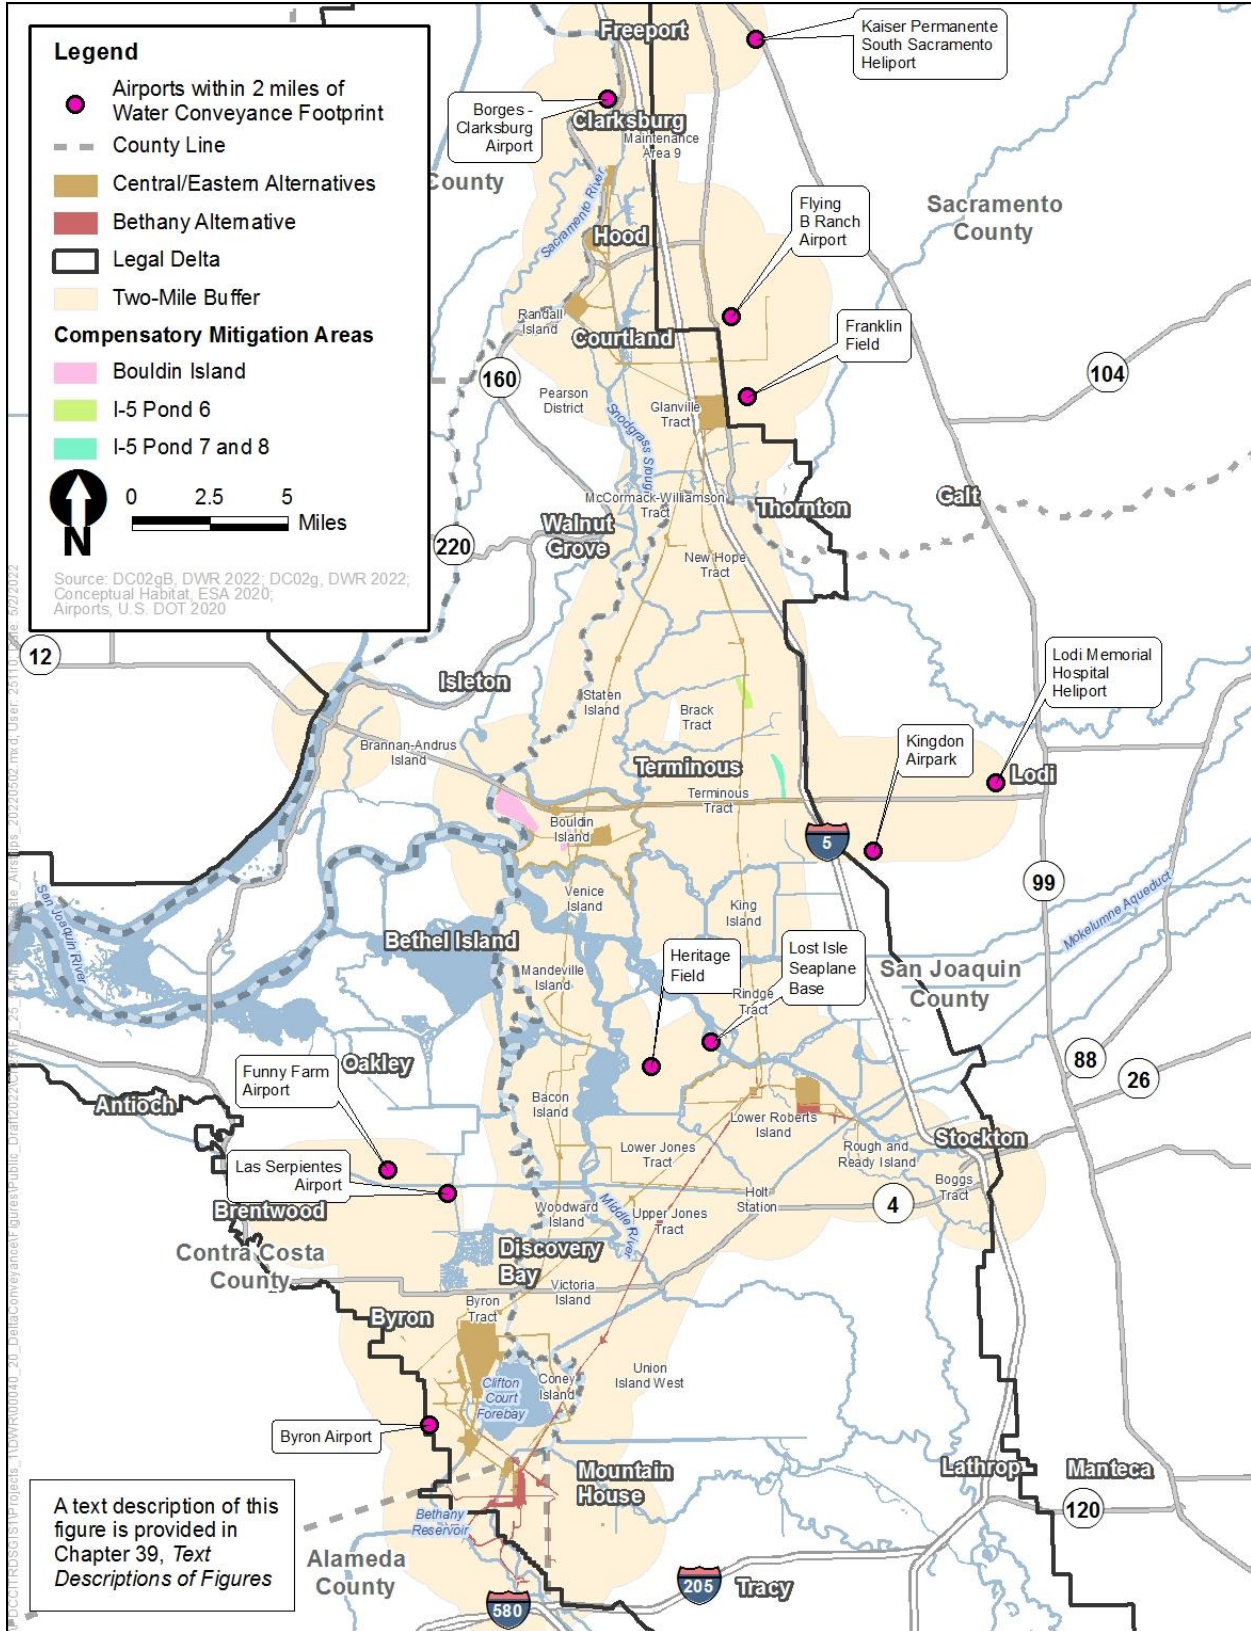 Legend
Airports within 2 miles of
Water Conveyance Footprint
County Line
Central/Eastern Alternatives
Bethany Alternative
Legal Delta
Two-Mile Buffer
Compensatory Mitigation Areas
Bouldin Island
I-5 Pond 6
I-5 Pond 7 and 8
N
0 2.5 5
Miles
Source: DC02gB, DWR 2022; DC02g, DWR 2022;
Conceptual Habitat, ESA 2020;
Airports, U.S. DOT 2020
Freeport
Kaiser Permanente
South Sacramento
Heliport
Borges -
Clarksburg
Airport
Clarksburg
Maintenance
Area 9
County
Sacramento River
Sacramento
County
Flying
B Ranch
Airport
Hood
Randall
Island
Courtland
Franklin
Field
160
104
Pearson
District
Glanville
Tract
Snodgrass Slough
McCormack-Williamson
Tract
Thornton
Galt
Walnut
Grove
220
New Hope
Tract
12
Isleton
Staten
Island
Brack
Tract
Lodi Memorial
Hospital
Heliport
Brannan-Andrus
Island
Kingdon
Airpark
Terminous
Lodi
Terminous
Tract
Bouldin
Island
5
99
Venice
Island
King
Island
San Joaquin
River
Mokelumne Aqueduct
Bethel Island
Heritage
Field
Lost Isle
Seaplane
Base
Mandeville
Island
Rindge
Tract
San Joaquin
County
Oakley
Funny Farm
Airport
88
26
Antioch
Bacon
Island
Lower Roberts
Island
Stockton
Las Serpientes
Airport
Lower Jones
Tract
Rough and
Ready Island
Brentwood
Boggs
Tract
Holt
Station
4
Woodward
Island
Middle River
Upper Jones
Tract
Contra Costa
County
Discovery
Bay
Victoria
Island
Byron
Byron
Tract
Union
Island West
Clifton
Court
Forebay
Coney
Island
Byron Airport
Mountain
House
Lathrop
Manteca
120
Bethany
Reservoir
A text description of this
figure is provided in
Chapter 39, Text
Descriptions of Figures
Alameda
County
205
Tracy
580